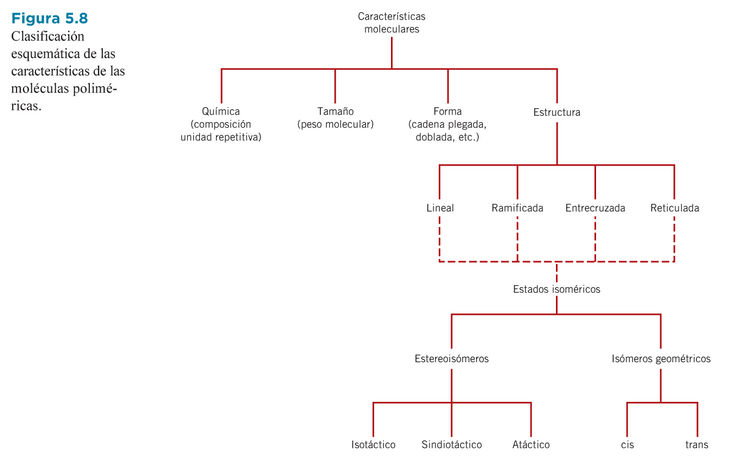 Figura 5.8
Clasificación
esquemática de las
características de las
moléculas polimé-
ricas.
Características
moleculares
Química
(composición
unidad repetitiva)
Tamaño
(peso molecular)
Forma
(cadena plegada,
doblada, etc.)
Estructura
Lineal
Ramificada
Entrecruzada
Reticulada
Estados isoméricos
Estereoisómeros
Isómeros geométricos
Isotáctico
Sindiotáctico
Atáctico
cis
trans